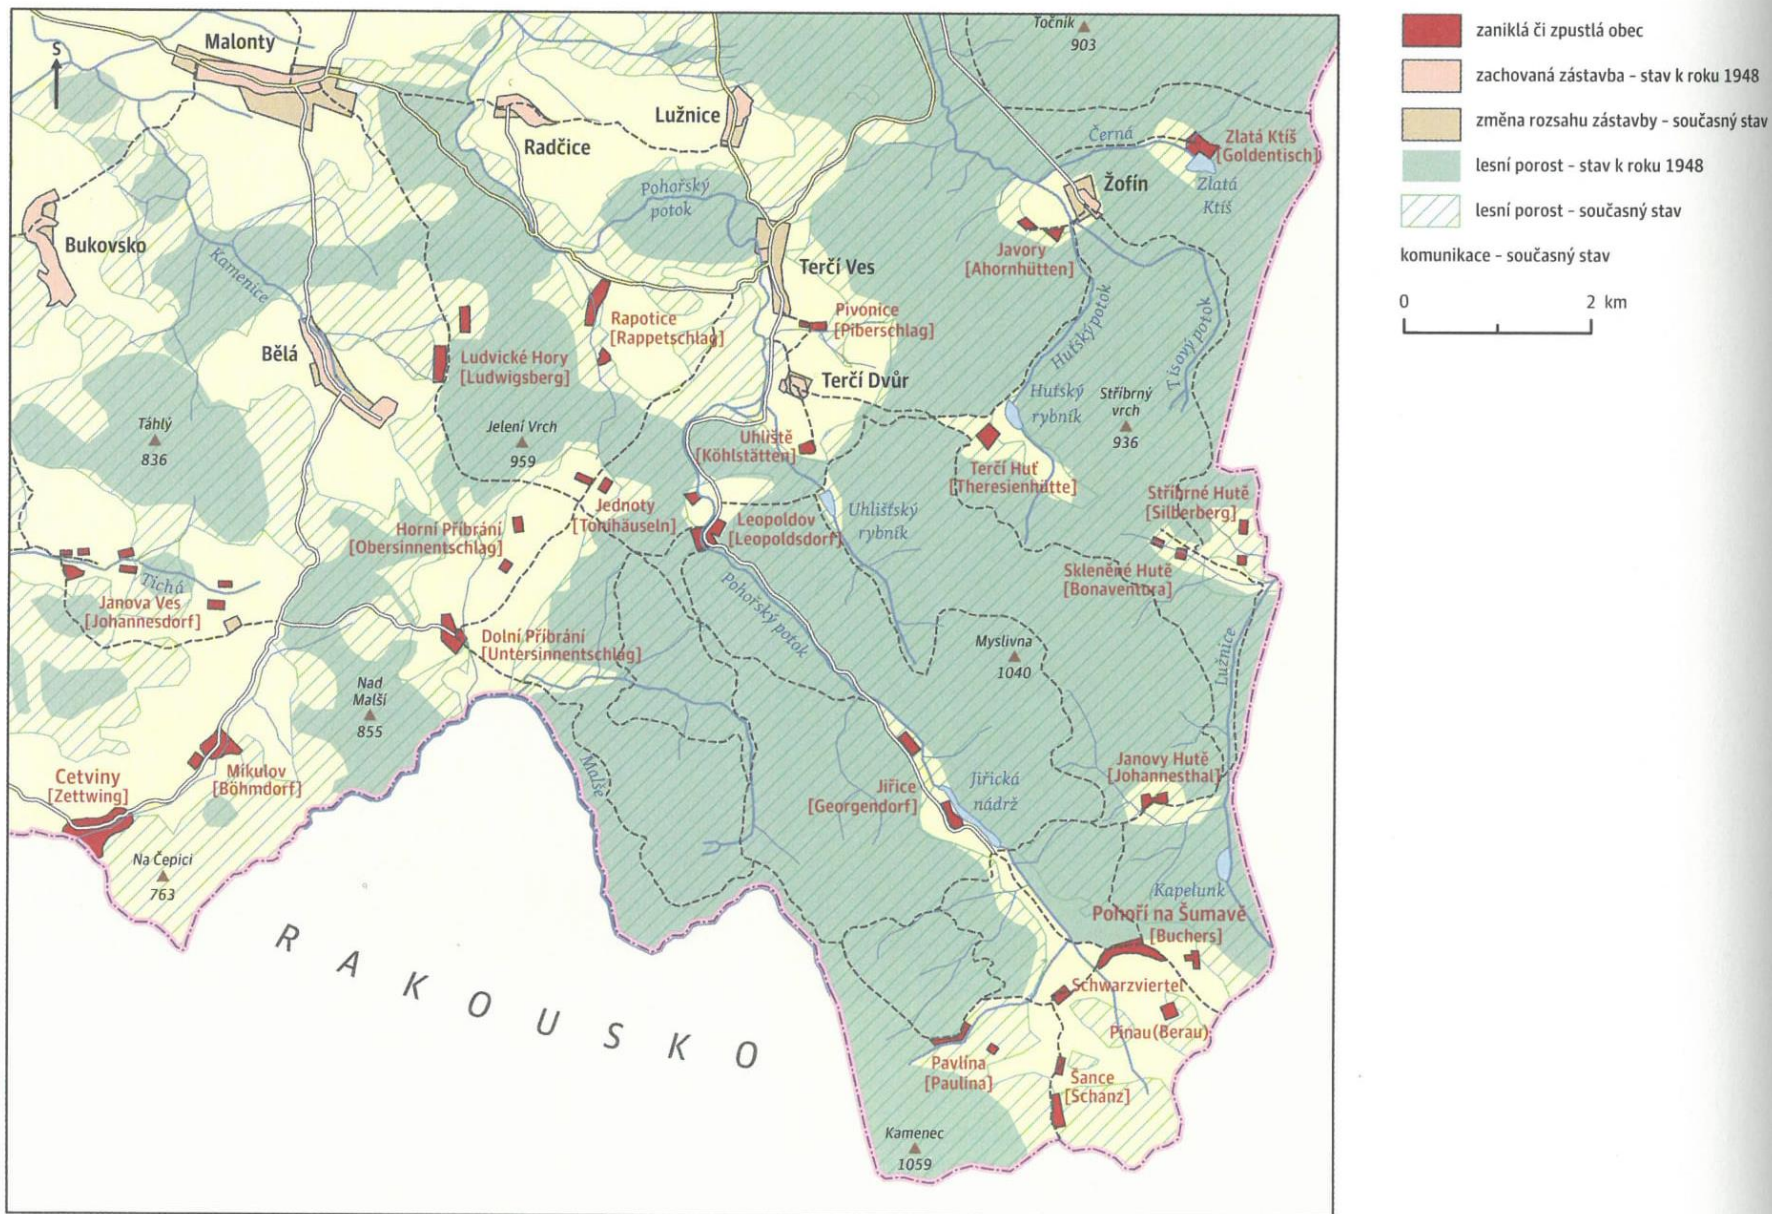 Točník
903
Malonty
S
Lužnice
Radčice
Černá
Zlatá Ktíš
[Goldentisch]
Žofín
Zlatá
Ktíš
Pohořský
potok
Bukovsko
Javory
[Ahornhütten]
Kamenice
Terčí Ves
Rapotice
[Rappetschlag]
Pivonice
[Piberschlag]
Huťský potok
Tisový potok
Bělá
Ludvické Hory
[Ludwigsberg]
Terčí Dvůr
Huťský
rybník
Stříbrný
vrch
936
Táhlý
836
Jelení Vrch
959
Uhliště
[Köhlstätten]
Terčí Huť
[Theresienhütte]
Jednoty
[Tonihäuseln]
Horní Příbrání
[Obersinnentschlag]
Leopoldov
[Leopoldsdorf]
Uhlišťský
rybník
Stříbrné Hutě
[Silberberg]
Skleněné Hutě
[Bonaventura]
Tichá
Janova Ves
[Johannesdorf]
Pohořský potok
Dolní Příbrání
[Untersinnentschlag]
Myslivna
1040
Lužnice
Nad
Malší
855
Malše
Cetviny
[Zettwing]
Mikulov
[Böhmdorf]
Jiřice
[Georgendorf]
Jiřická
nádrž
Janovy Hutě
[Johannesthal]
Na Čepici
763
Kapelunk
Pohoří na Šumavě
[Buchers]
RAKOUSKO
Schwarzviertel
Pinau(Berau)
Pavlína
[Paulina]
Šance
[Schanz]
Kamenec
1059
zaniklá či zpustlá obec
zachovaná zástavba – stav k roku 1948
změna rozsahu zástavby – současný stav
lesní porost – stav k roku 1948
lesní porost – současný stav
komunikace – současný stav
0 2 km